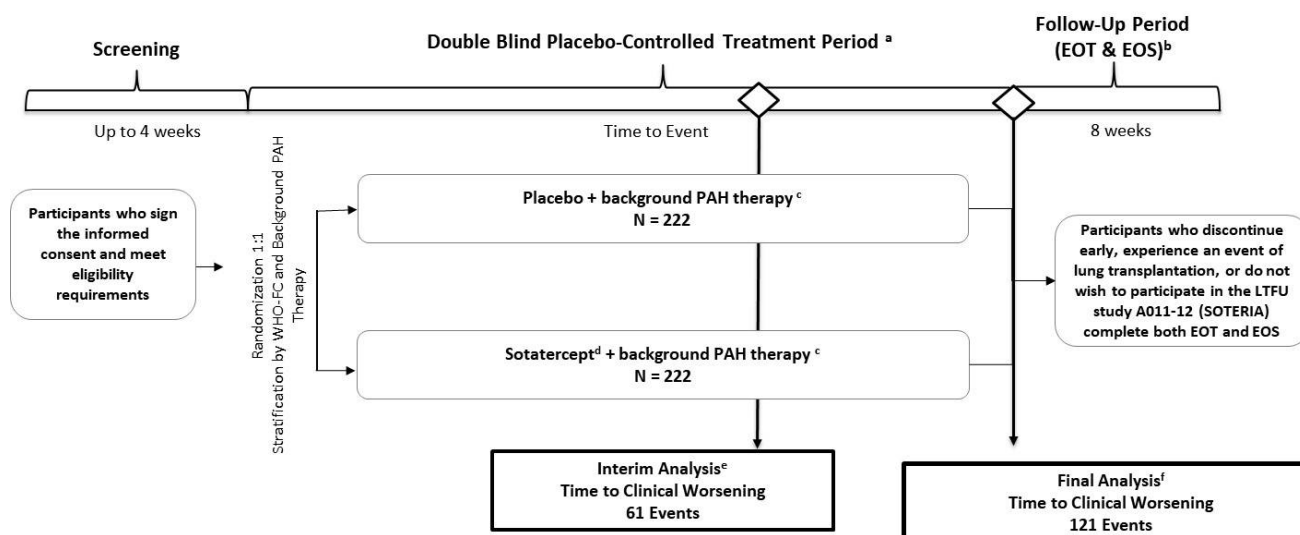 Screening
Double Blind Placebo-Controlled Treatment Period a
Follow-Up Period
(EOT & EOS)b
Up to 4 weeks
Time to Event
8 weeks
Participants who sign
the informed
consent and meet
eligibility
requirements
Randomization 1:1
Stratification by WHO-FC and Background PAH
Therapy
Placebo + background PAH therapy c
N = 222
Sotaterceptd + background PAH therapy c
N = 222
Participants who discontinue
early, experience an event of
lung transplantation, or do not
wish to participate in the LTFU
study A011-12 (SOTERIA)
complete both EOT and EOS
Interim Analysise
Time to Clinical Worsening
61 Events
Final Analysisf
Time to Clinical Worsening
121 Events